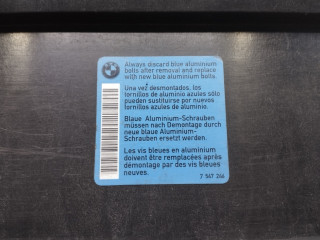 BMW
Always discard blue aluminium
bolts after removal and replace
with new blue aluminium bolts
Una vez desmontados, los
tornillos de aluminio azules sólo
pueden sustituirse por nuevos
tornillos azules de aluminio.
Blaue Aluminium-Schrauben
müssen nach Demontage durch
neue blaue Aluminium-
Schrauben ersetzt werden.
Les vis bleues en aluminium
doivent être remplacées après
démontage par des vis bleues
neuves.
7 567 266